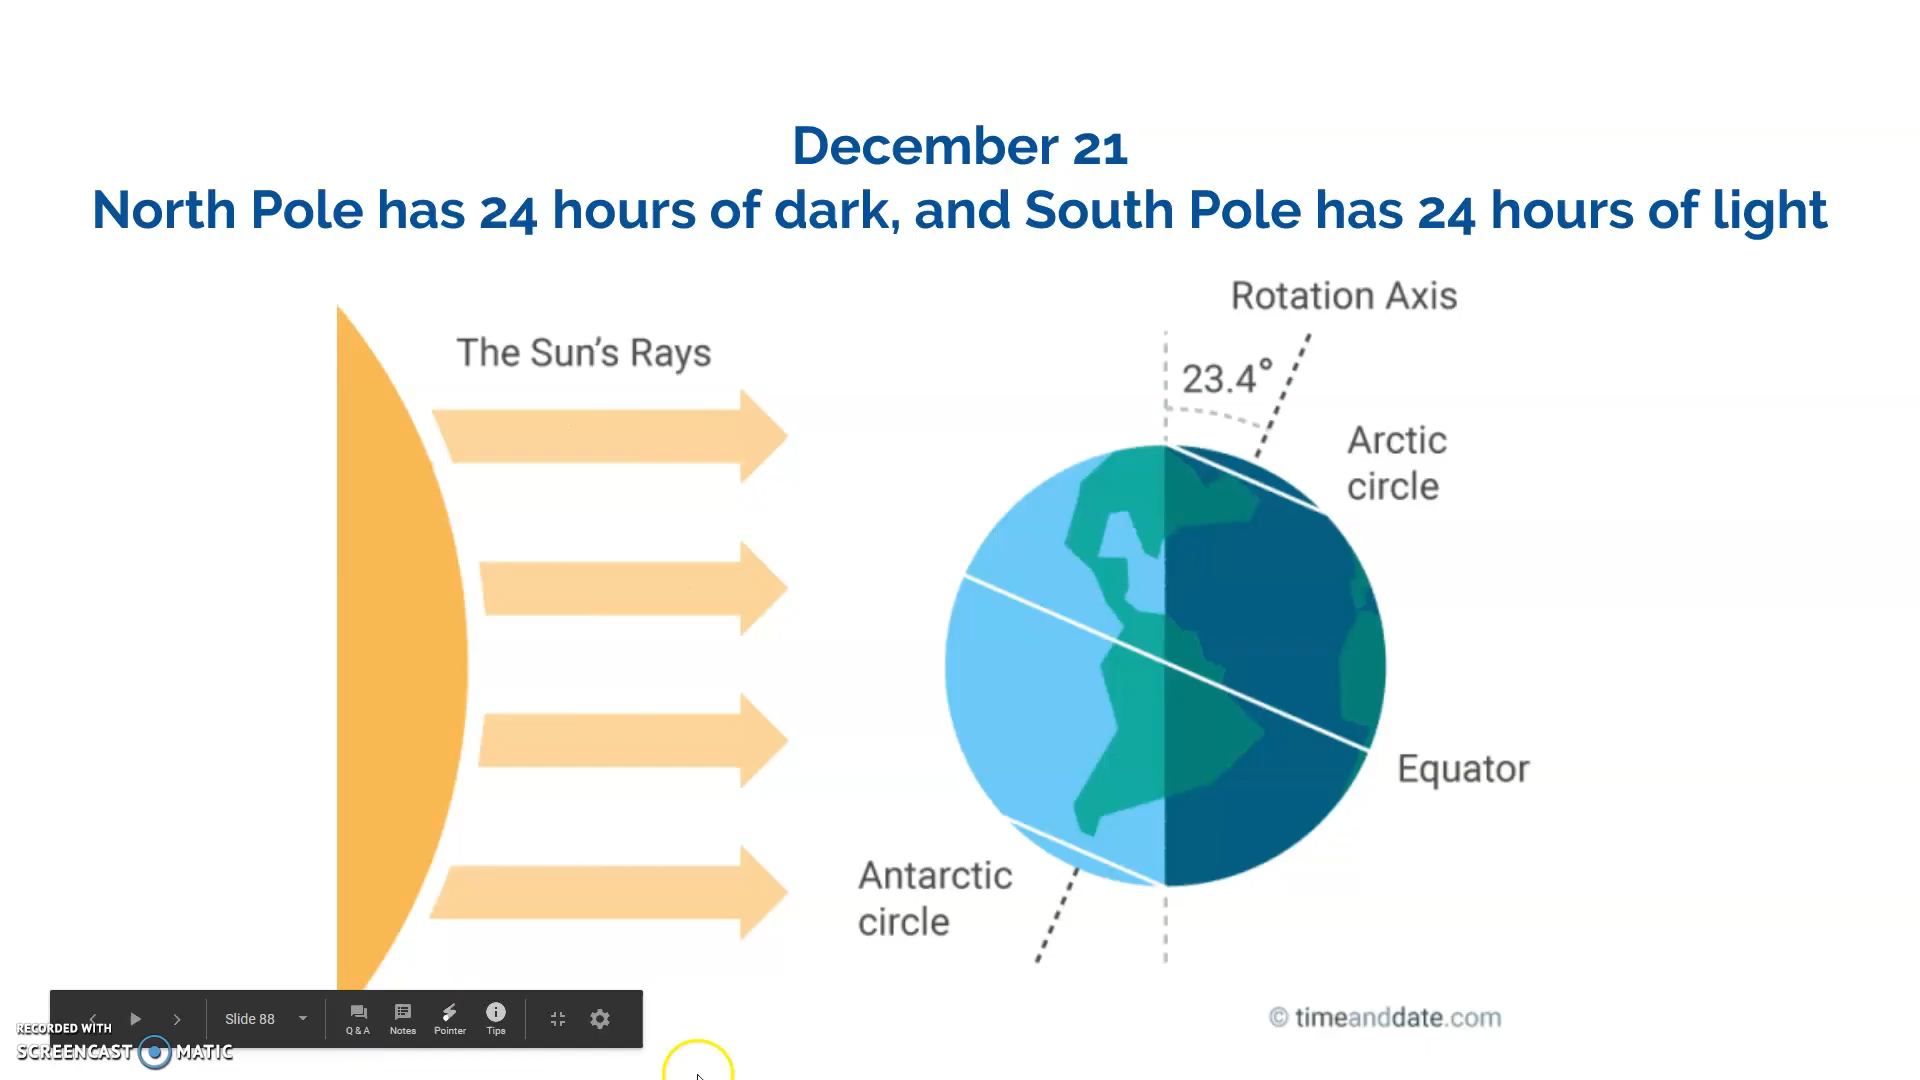 December 21
North Pole has 24 hours of dark, and South Pole has 24 hours of light
Rotation Axis
The Sun's Rays
23.4°
Arctic
circle
Equator
Antarctic
circle
Slide 88
Q & A
Notes
Pointer
Tips
© timeanddate.com
RECORDED WITH
SCREENCAST MATIC